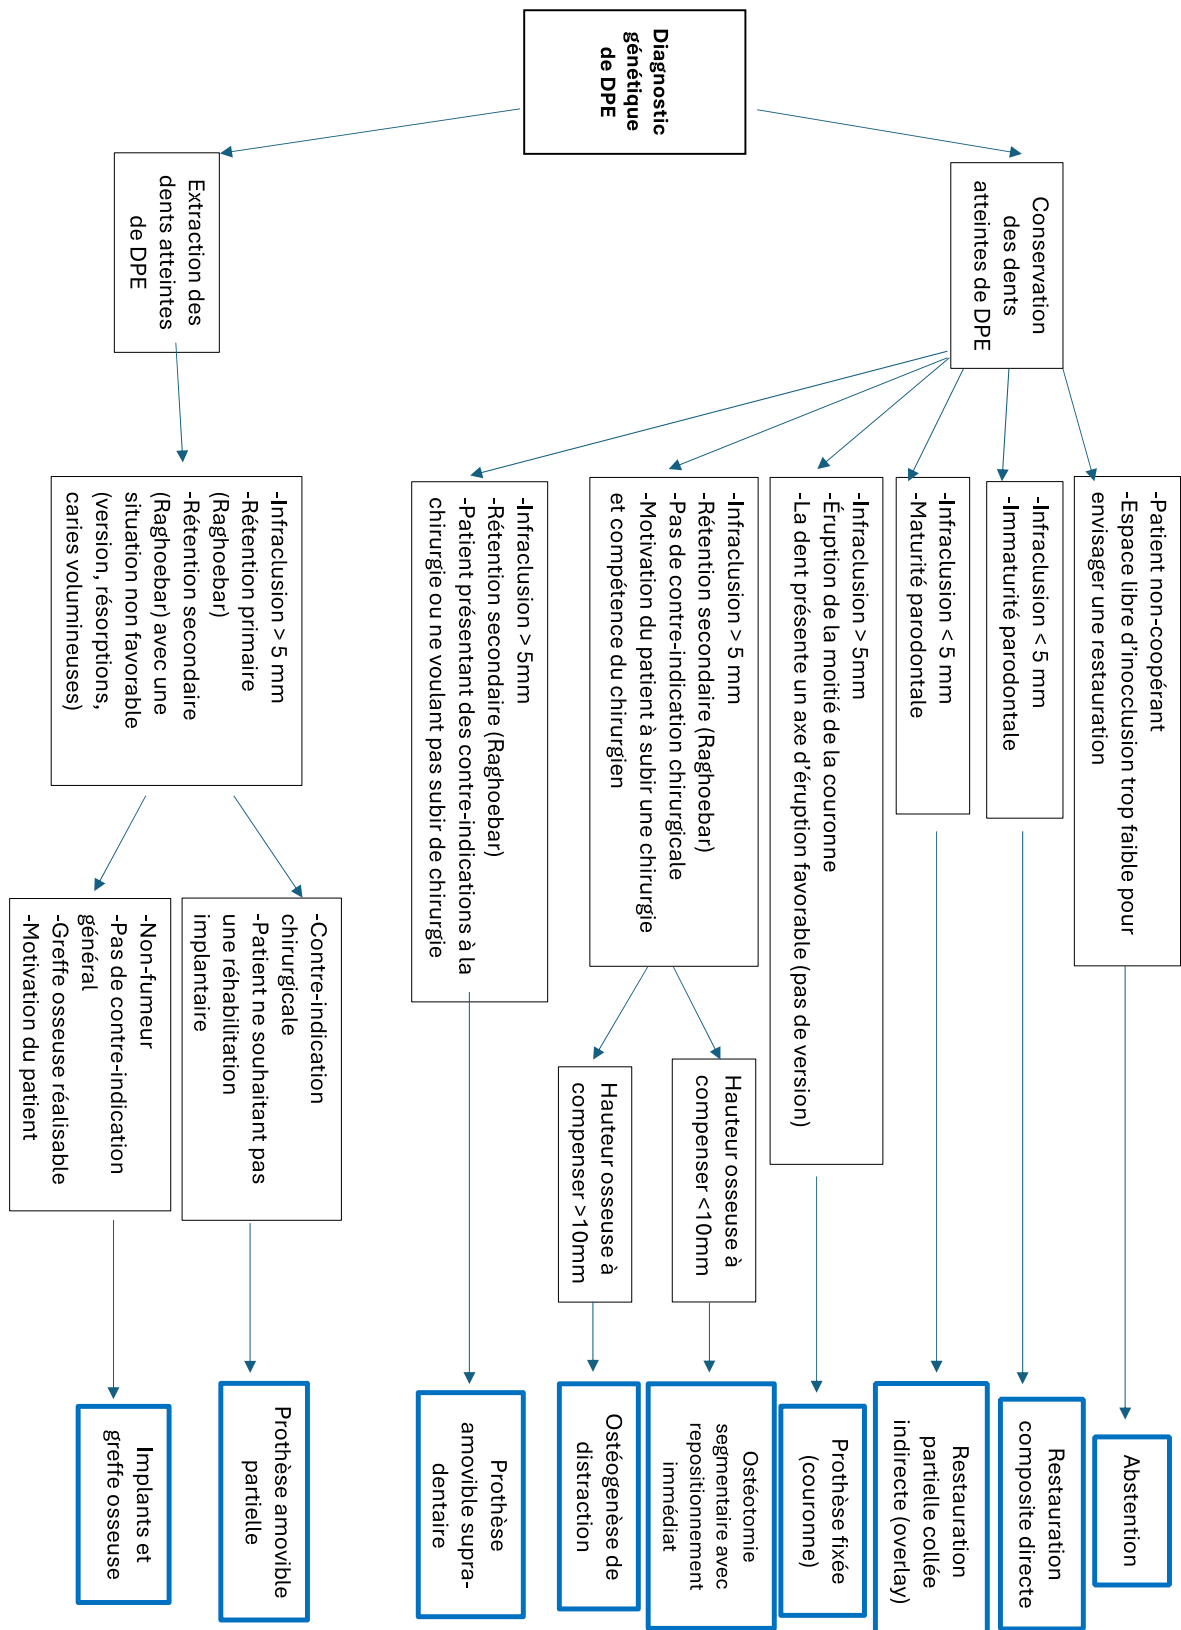 Diagnostic
génétique
de DPE
Conservation
des dents
atteintes de DPE
Extraction des
dents atteintes
de DPE
-Patient non-coopérant
-Espace libre d'inocclusion trop faible pour
envisager une restauration
-Infraclusion < 5 mm
-Immaturité parodontale
-Infraclusion < 5 mm
-Maturité parodontale
-Infraclusion > 5mm
-Éruption de la moitié de la couronne
-La dent présente un axe d'éruption favorable (pas de version)
-Infraclusion > 5 mm
-Rétention secondaire (Raghoebar)
-Pas de contre-indication chirurgicale
-Motivation du patient à subir une chirurgie
et compétence du chirurgien
-Infraclusion > 5mm
-Rétention secondaire (Raghoebar)
-Patient présentant des contre-indications à la
chirurgie ou ne voulant pas subir de chirurgie
-Infraclusion > 5 mm
-Rétention primaire
(Raghoebar)
-Rétention secondaire
(Raghoebar) avec une
situation non favorable
(version, résorptions,
caries volumineuses)
Hauteur osseuse à
compenser <10mm
Hauteur osseuse à
compenser >10mm
-Contre-indication
chirurgicale
-Patient ne souhaitant pas
une réhabilitation
implantaire
-Non-fumeur
-Pas de contre-indication
général
-Greffe osseuse réalisable
-Motivation du patient
Abstention
Restauration
composite directe
Restauration
partielle collée
indirecte (overlay)
Prothèse fixée
(couronne)
Ostéotomie
segmentaire avec
repositionnement
immédiat
Ostéogenèse de
distraction
Prothèse
amovible supra-
dentaire
Prothèse amovible
partielle
Implants et
greffe osseuse